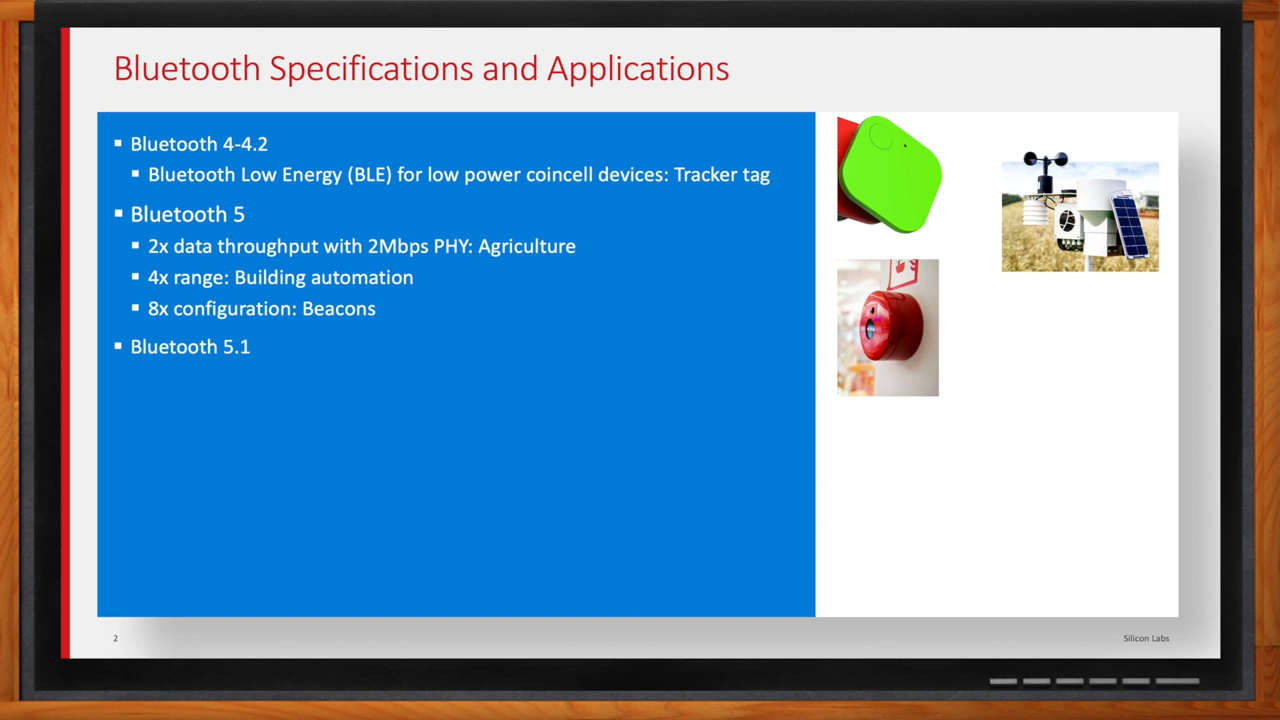 Bluetooth Specifications and Applications
▪ Bluetooth 4-4.2
▪ Bluetooth Low Energy (BLE) for low power coincell devices: Tracker tag
▪ Bluetooth 5
▪ 2x data throughput with 2Mbps PHY: Agriculture
▪ 4x range: Building automation
▪ 8x configuration: Beacons
▪ Bluetooth 5.1
2
Silicon Labs